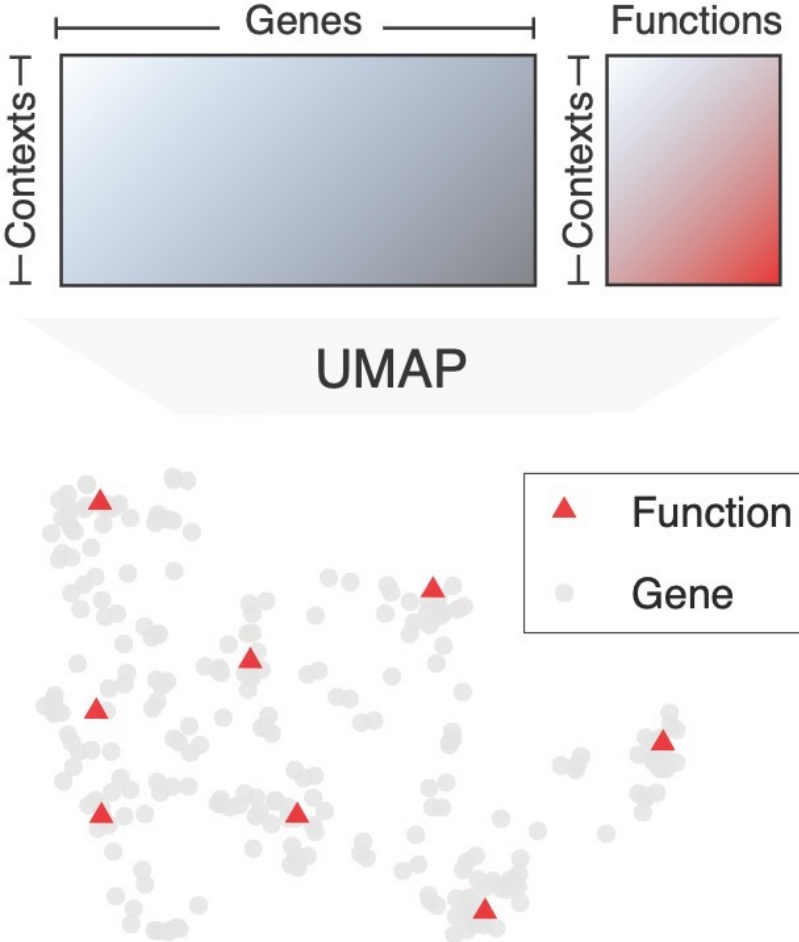 Genes
Functions
Contexts
Contexts
UMAP
Function
Gene